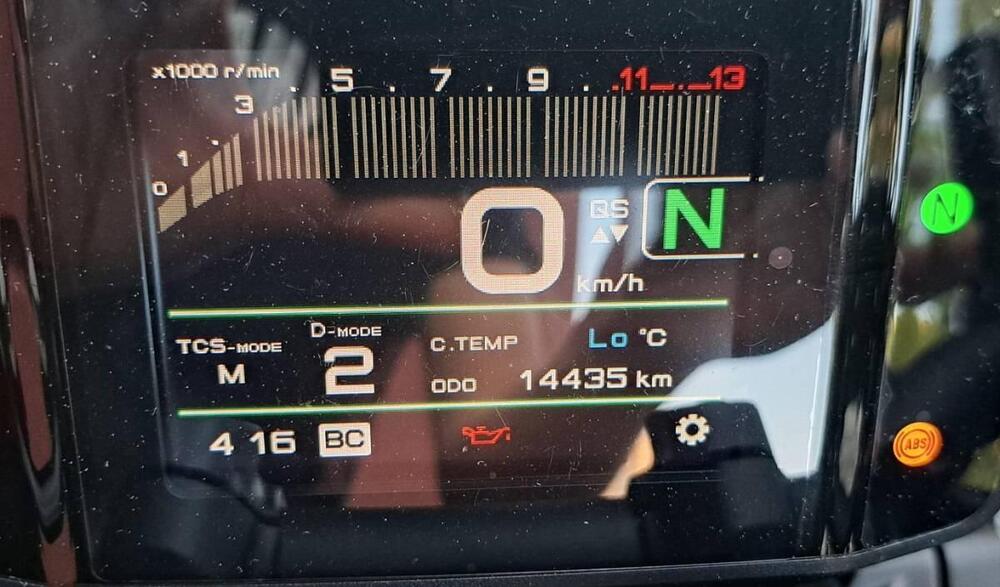 x1000 r/min
0 1 3 . 5 . 7 . 9 . .11 . 13
0 km/h
QS ▲▼
N
N
TCS-MODE
M
D-MODE
2
C.TEMP Lo °C
ODO 14435 km
4 16 BC
ABS